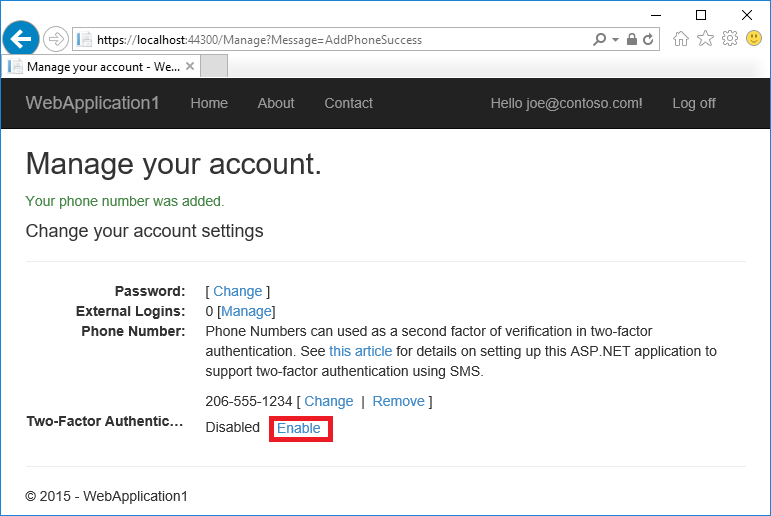 https://localhost:44300/Manage?Message=AddPhoneSuccess
Manage your account - We...
WebApplication1 Home About Contact Hello joe@contoso.com! Log off
Manage your account.
Your phone number was added.
Change your account settings
Password: [ Change ]
External Logins: 0 [Manage]
Phone Number: Phone Numbers can used as a second factor of verification in two-factor
authentication. See this article for details on setting up this ASP.NET application to
support two-factor authentication using SMS.
206-555-1234 [ Change | Remove ]
Two-Factor Authentic... Disabled Enable
© 2015 - WebApplication1